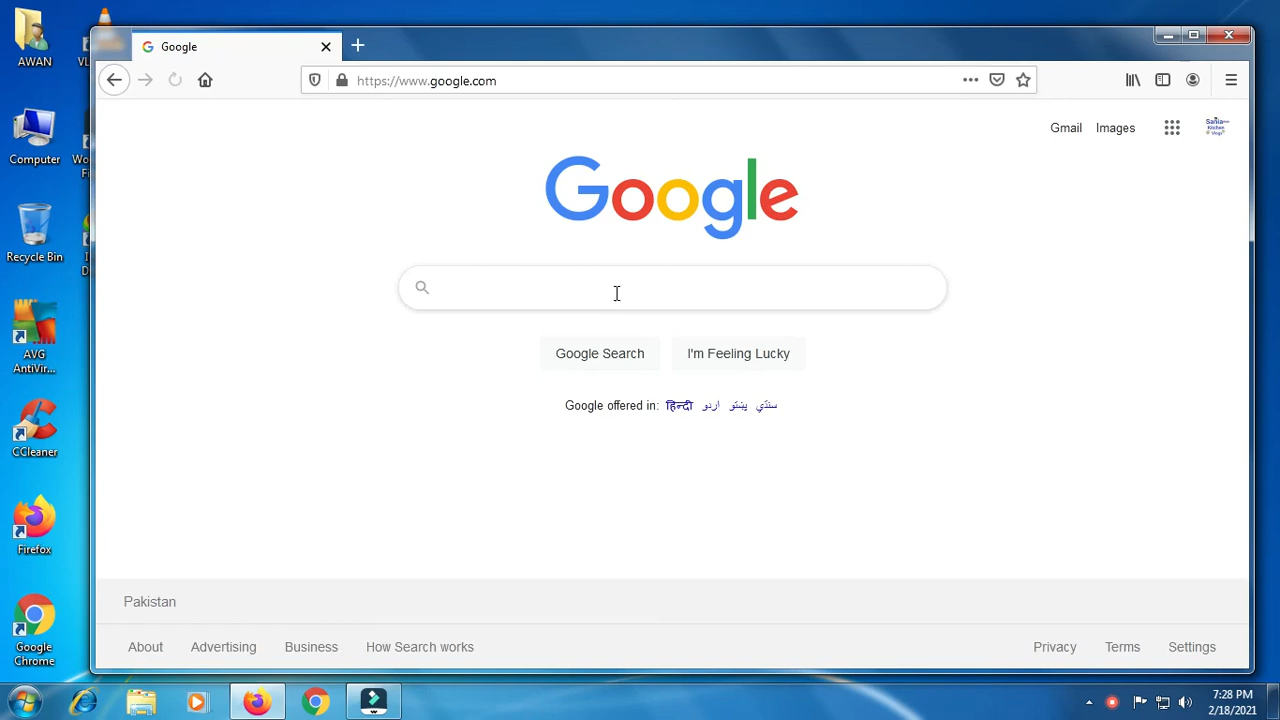 AWAN
Computer
Recycle Bin
AVG
AntiVir...
CCleaner
Firefox
Google
Chrome
Google
https://www.google.com
Gmail
Images
Google
Google Search
I'm Feeling Lucky
Google offered in: हिन्दी اردو پښتو سنڌي
Pakistan
About
Advertising
Business
How Search works
Privacy
Terms
Settings
7:28 PM
2/18/2021